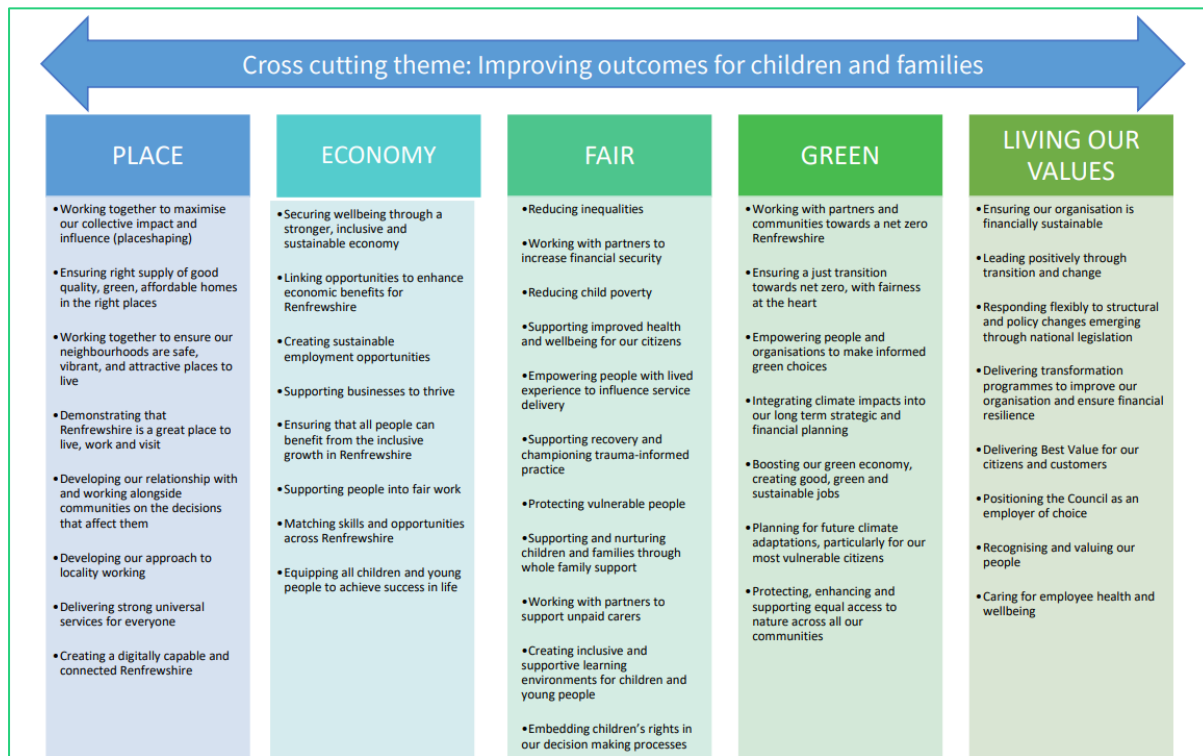 Cross cutting theme: Improving outcomes for children and families
PLACE
•Working together to maximise
our collective impact and
influence (placeshaping)
•Ensuring right supply of good
quality, green, affordable homes
in the right places
•Working together to ensure our
neighbourhoods are safe,
vibrant, and attractive places to
live
•Demonstrating that
Renfrewshire is a great place to
live, work and visit
•Developing our relationship with
and working alongside
communities on the decisions
that affect them
•Developing our approach to
locality working
•Delivering strong universal
services for everyone
•Creating a digitally capable and
connected Renfrewshire
ECONOMY
•Securing wellbeing through a
stronger, inclusive and
sustainable economy
•Linking opportunities to enhance
economic benefits for
Renfrewshire
•Creating sustainable
employment opportunities
•Supporting businesses to thrive
•Ensuring that all people can
benefit from the inclusive
growth in Renfrewshire
•Supporting people into fair work
•Matching skills and opportunities
across Renfrewshire
•Equipping all children and young
people to achieve success in life
FAIR
•Reducing inequalities
•Working with partners to
increase financial security
•Reducing child poverty
•Supporting improved health
and wellbeing for our citizens
•Empowering people with lived
experience to influence service
delivery
•Supporting recovery and
championing trauma-informed
practice
•Protecting vulnerable people
•Supporting and nurturing
children and families through
whole family support
•Working with partners to
support unpaid carers
•Creating inclusive and
supportive learning
environments for children and
young people
•Embedding children's rights in
our decision making processes
GREEN
•Working with partners and
communities towards a net zero
Renfrewshire
•Ensuring a just transition
towards net zero, with fairness
at the heart
•Empowering people and
organisations to make informed
green choices
•Integrating climate impacts into
our long term strategic and
financial planning
•Boosting our green economy,
creating good, green and
sustainable jobs
•Planning for future climate
adaptations, particularly for our
most vulnerable citizens
•Protecting, enhancing and
supporting equal access to
nature across all our
communities
LIVING OUR
VALUES
•Ensuring our organisation is
financially sustainable
•Leading positively through
transition and change
•Responding flexibly to structural
and policy changes emerging
through national legislation
•Delivering transformation
programmes to improve our
organisation and ensure financial
resilience
•Delivering Best Value for our
citizens and customers
•Positioning the Council as an
employer of choice
•Recognising and valuing our
people
•Caring for employee health and
wellbeing